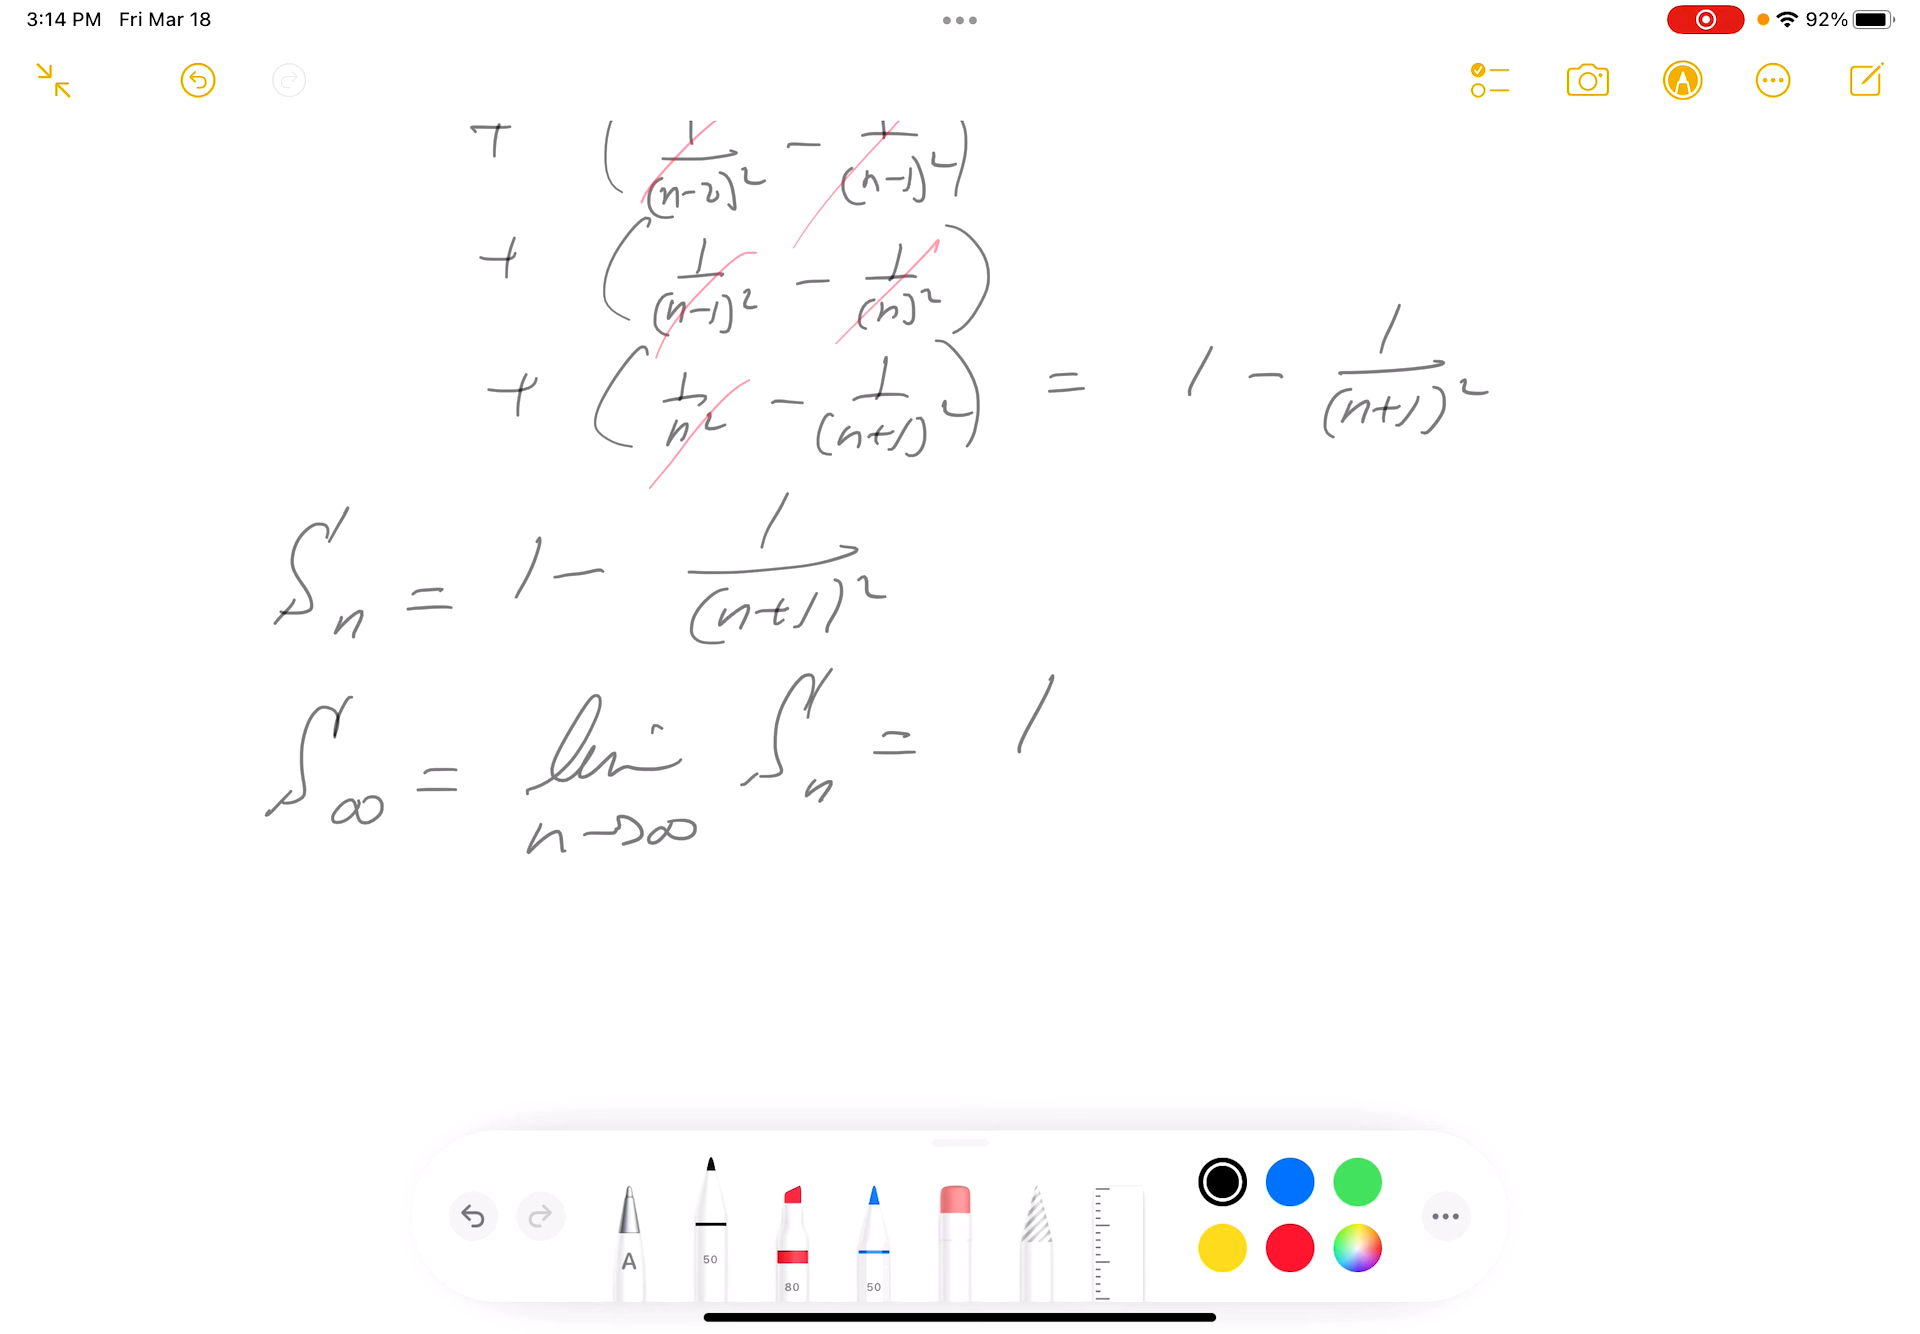 3:14 PM Fri Mar 18 92%
+ (1/(n-2)² - 1/(n-1)²)
+ (1/(n-1)² - 1/(n)²)
+ (1/n² - 1/(n+1)²) = 1 - 1/(n+1)²
Sₙ = 1 - 1/(n+1)²
S∞ = lim n→∞ Sₙ = 1
A 50 80 50